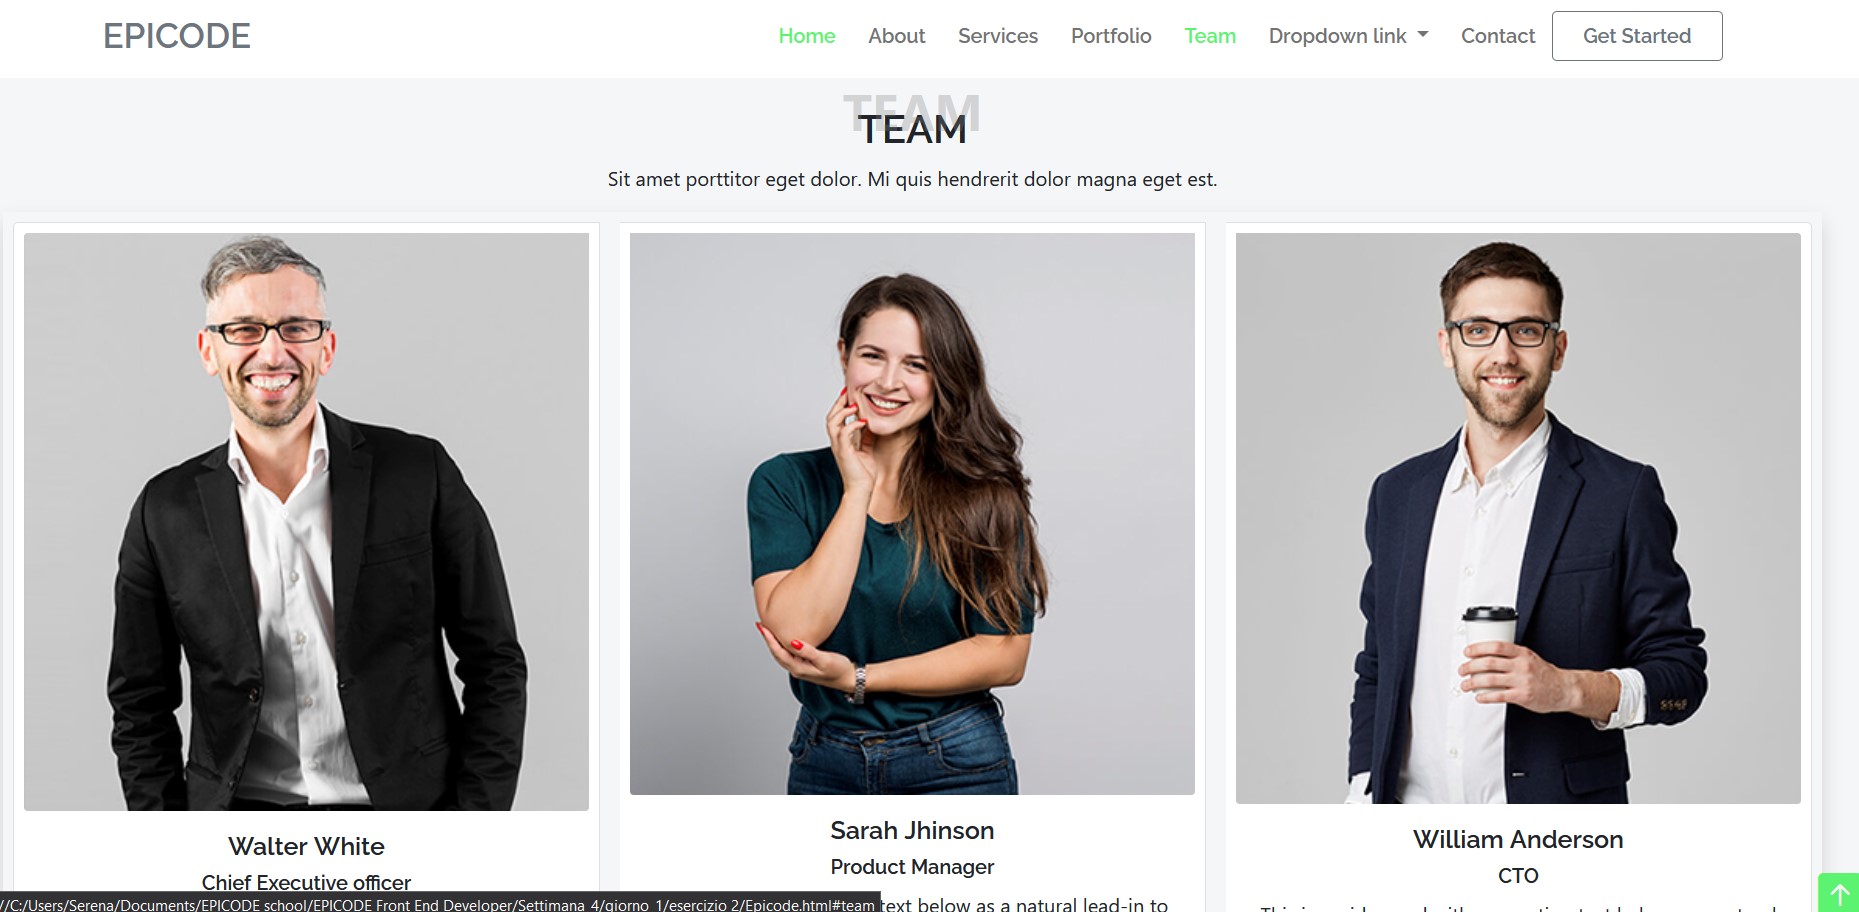 EPICODE
Home About Services Portfolio Team Dropdown link Contact Get Started
TEAM
TEAM
Sit amet porttitor eget dolor. Mi quis hendrerit dolor magna eget est.
Walter White
Chief Executive officer
Sarah Jhinson
Product Manager
William Anderson
CTO
//C:/Users/Serena/Documents/EPICODE school/EPICODE Front End Developer/Settimana 4/giorno 1/esercizio 2/Epicode.html#team
text below as a natural lead-in to